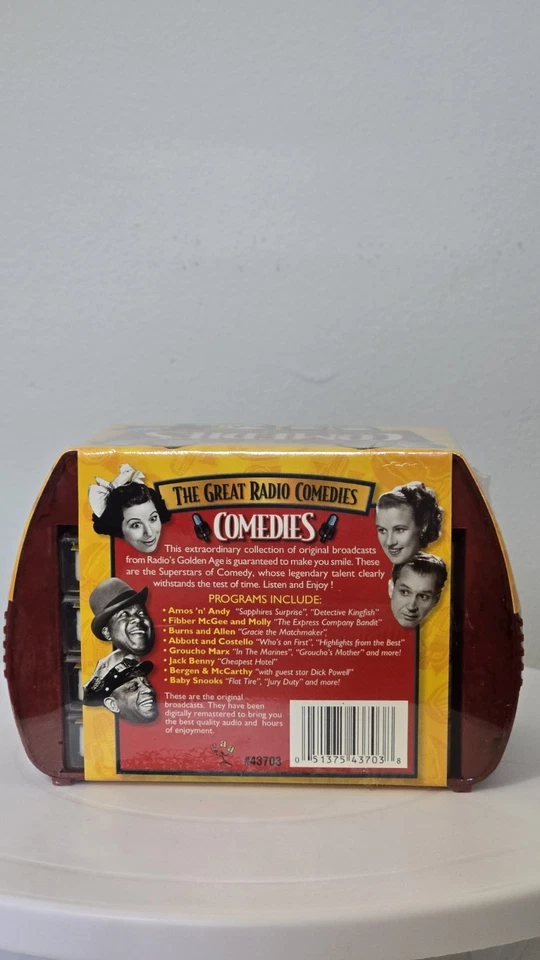 THE GREAT RADIO COMEDIES
COMEDIES
This extraordinary collection of original broadcasts
from Radio's Golden Age is guaranteed to make you smile. These
are the Superstars of Comedy, whose legendary talent clearly
withstands the test of time. Listen and Enjoy !
PROGRAMS INCLUDE:
• Amos 'n' Andy "Sapphires Surprise", "Detective Kingfish"
• Fibber McGee and Molly "The Express Company Bandit"
• Burns and Allen "Gracie the Matchmaker",
• Abbott and Costello "Who's on First", "Highlights from the Best"
• Groucho Marx "In The Marines", "Groucho's Mother" and more!
• Jack Benny "Cheapest Hotel"
• Bergen & McCarthy "with guest star Dick Powell"
• Baby Snooks "Flat Tire", "Jury Duty" and more!
These are the original
broadcasts. They have been
digitally remastered to bring you
the best quality audio and hours
of enjoyment.
#43703
0 51375 43703 8